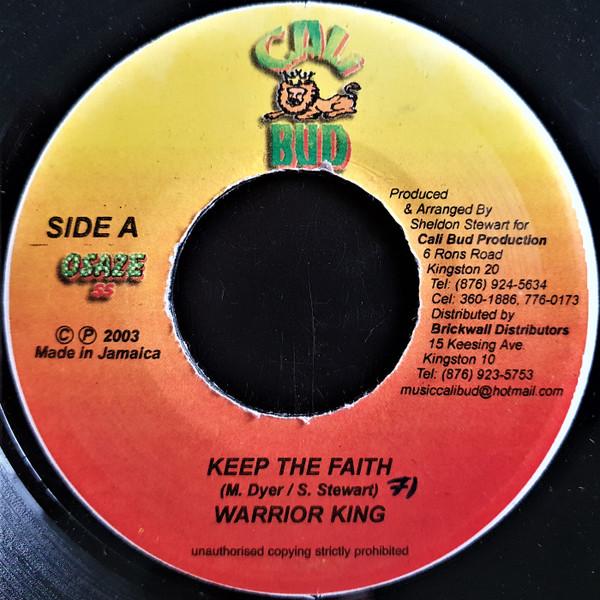 CALI
BUD
SIDE A
OSAZE
SS
© ℗ 2003
Made in Jamaica
Produced
& Arranged By
Sheldon Stewart for
Cali Bud Production
6 Rons Road
Kingston 20
Tel: (876) 924-5634
Cel: 360-1886, 776-0173
Distributed by
Brickwall Distributors
15 Keesing Ave.
Kingston 10
Tel: (876) 923-5753
musiccalibud@hotmail.com
KEEP THE FAITH
(M. Dyer / S. Stewart) 71
WARRIOR KING
unauthorised copying strictly prohibited